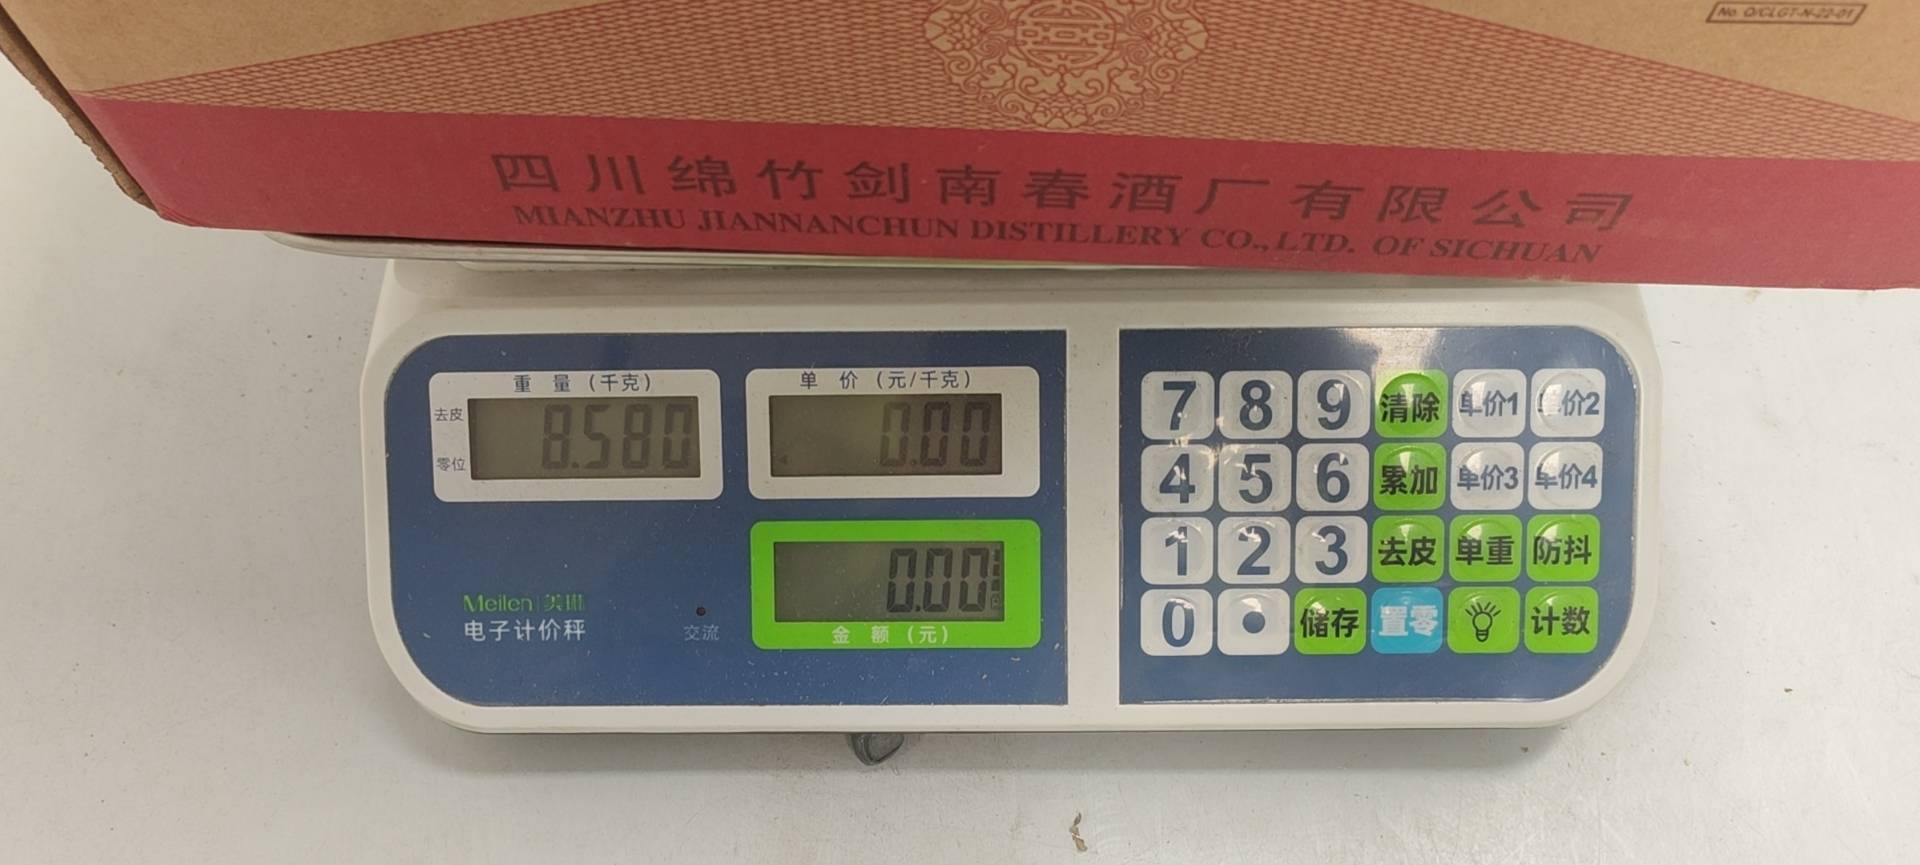 No. Q/CLGT-N-22-01
四川绵竹剑南春酒厂有限公司
MIANZHU JIANNANCHUN DISTILLERY CO., LTD. OF SICHUAN
重量(千克)
单价(元/千克)
去皮
零位
8.580
0.00
0.00
金额(元)
Meilen 美琳
电子计价秤
交流
7 8 9 清除 单价1 单价2
4 5 6 累加 单价3 单价4
1 2 3 去皮 单重 防抖
0 • 储存 置零 计数